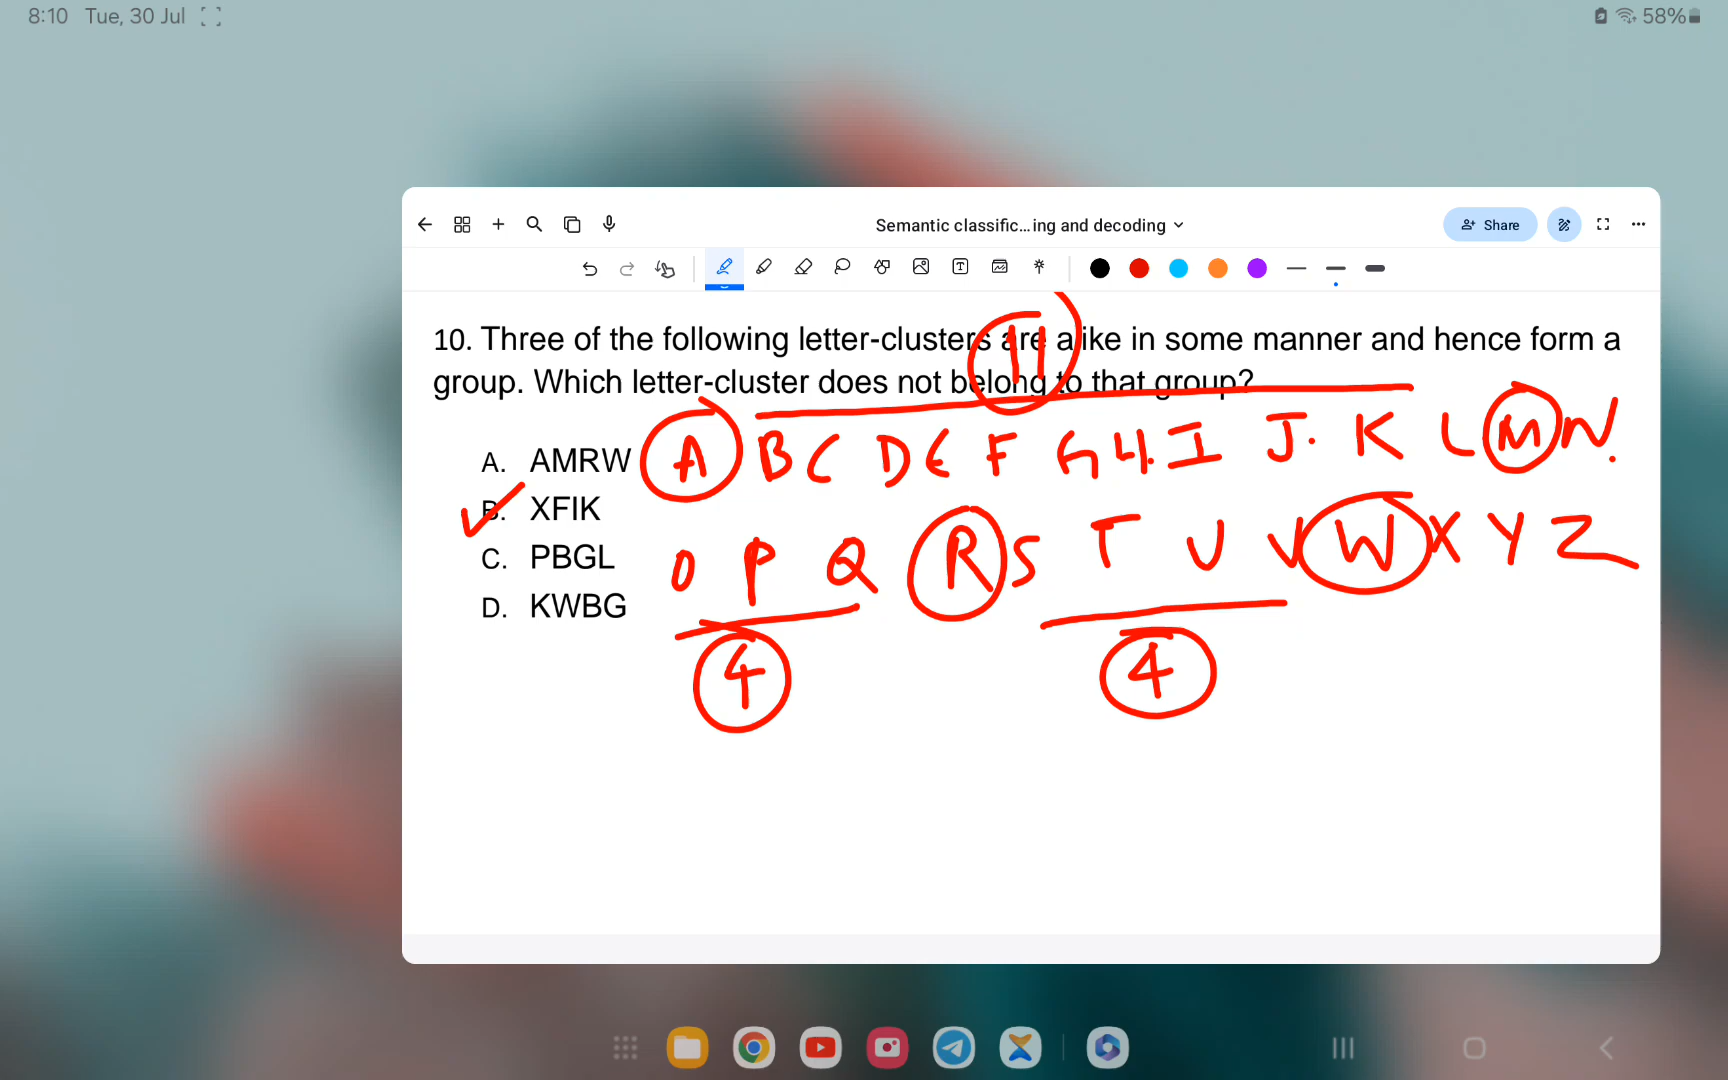 8:10 Tue, 30 Jul 58%
Semantic classific...ing and decoding Share
10. Three of the following letter-clusters are alike in some manner and hence form a
group. Which letter-cluster does not belong to that group?
11
A. AMRW
B. XFIK
C. PBGL
D. KWBG
A B C D E F G H. I J. K L M N.
O P Q R S T U V W X Y Z
4 4